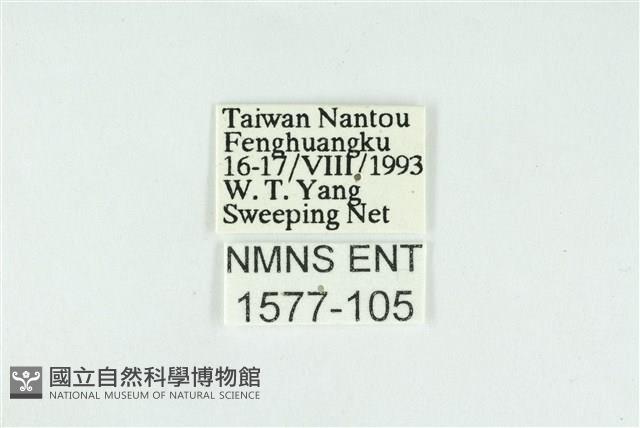 Taiwan Nantou
Fenghuangku
16-17/VIII/1993
W. T. Yang
Sweeping Net
NMNS ENT
1577-105
國立自然科學博物館
NATIONAL MUSEUM OF NATURAL SCIENCE